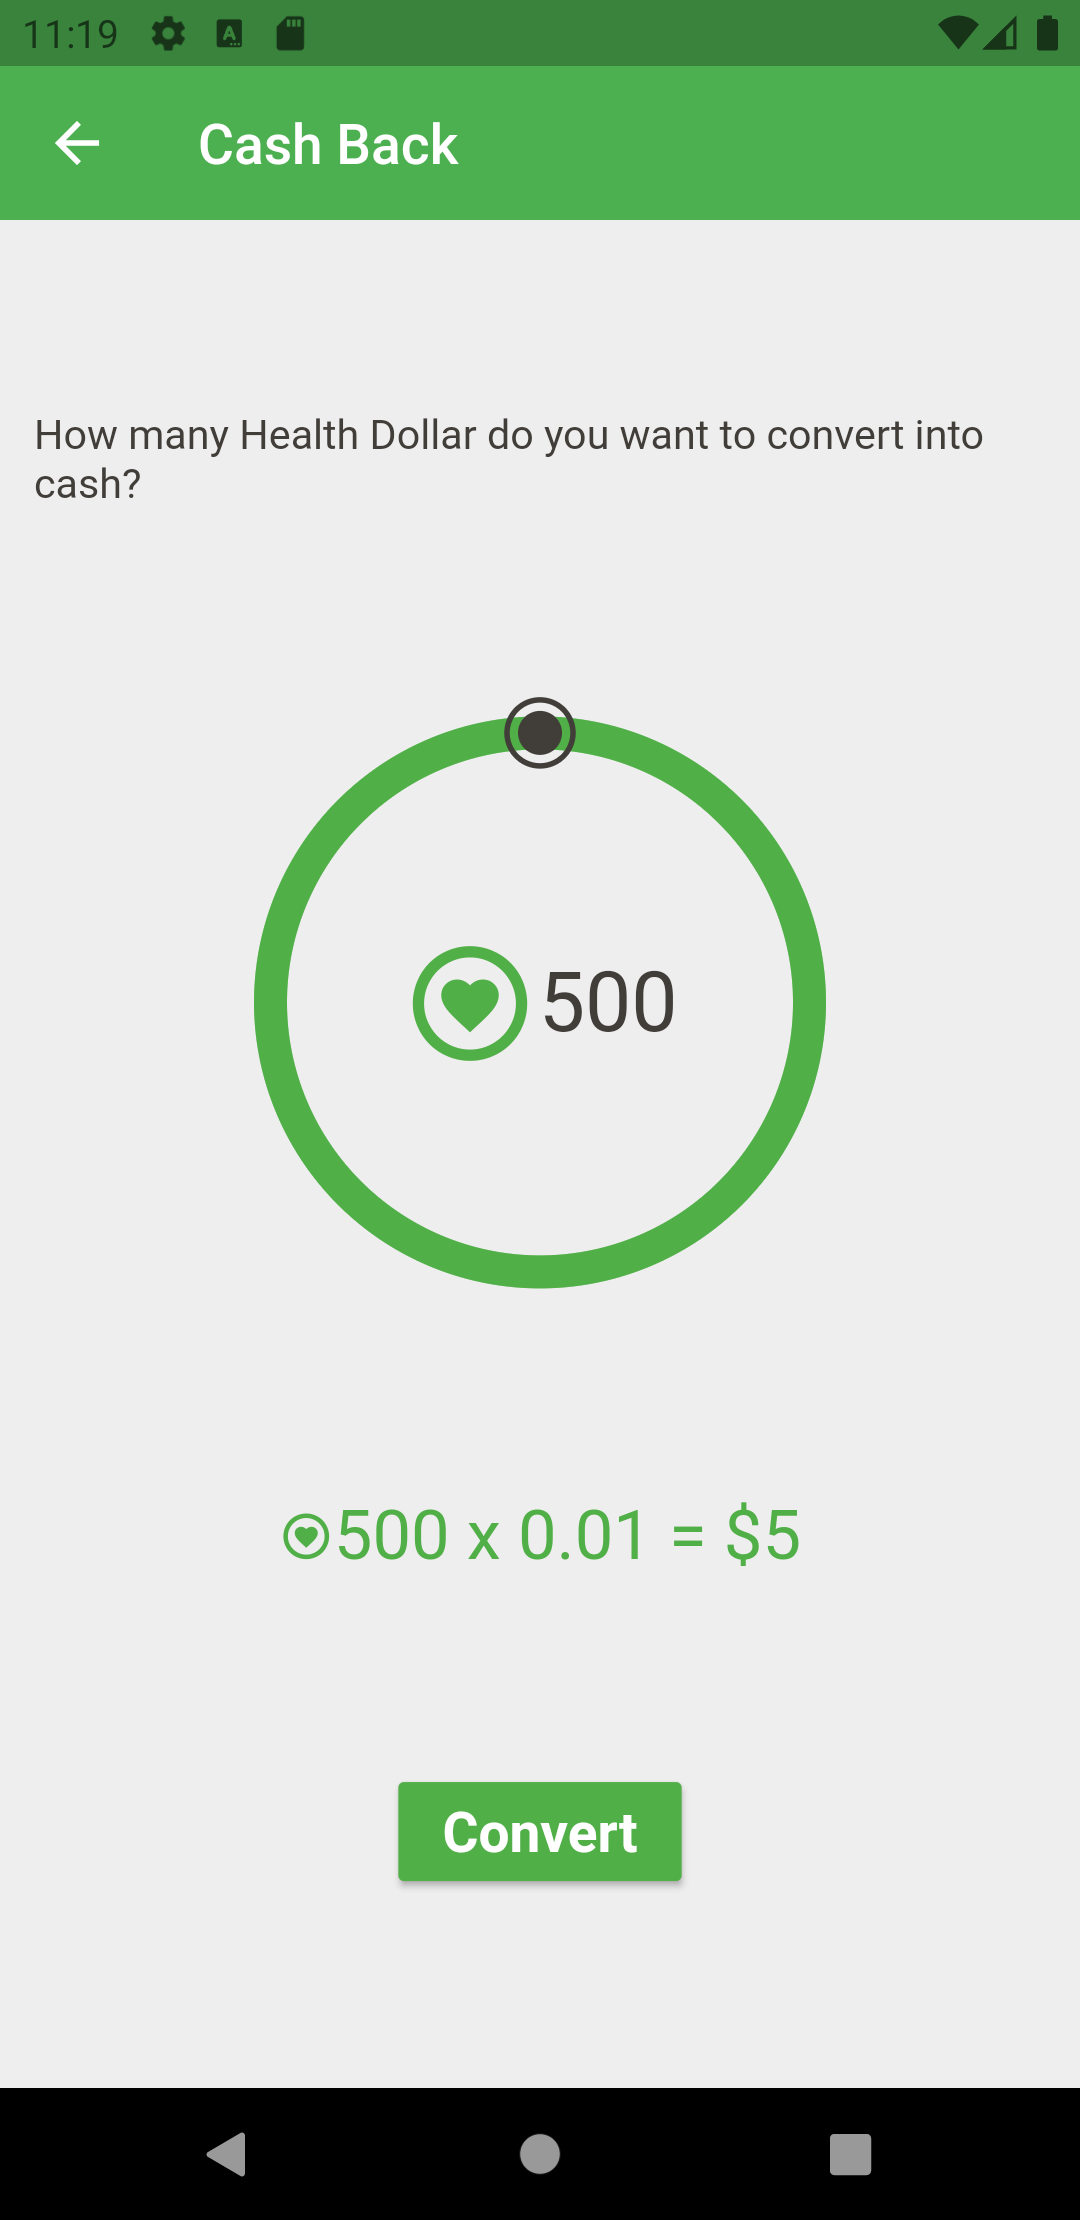 11:19
Cash Back
How many Health Dollar do you want to convert into
cash?
500
500 x 0.01 = $5
Convert